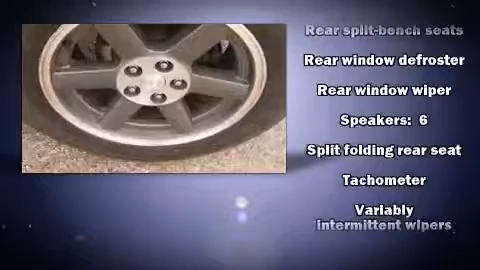 Rear split-bench seats
Rear window defroster
Rear window wiper
Speakers: 6
Split folding rear seat
Tachometer
Variably
intermittent wipers